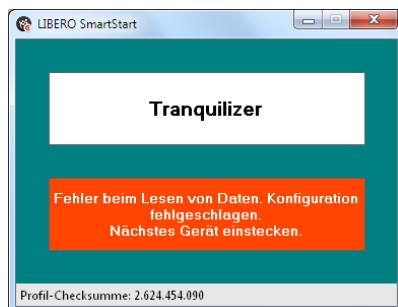 LIBERO SmartStart
Tranquilizer
Fehler beim Lesen von Daten. Konfiguration
fehlgeschlagen.
Nächstes Gerät einstecken.
Profil-Checksumme: 2.624.454.090